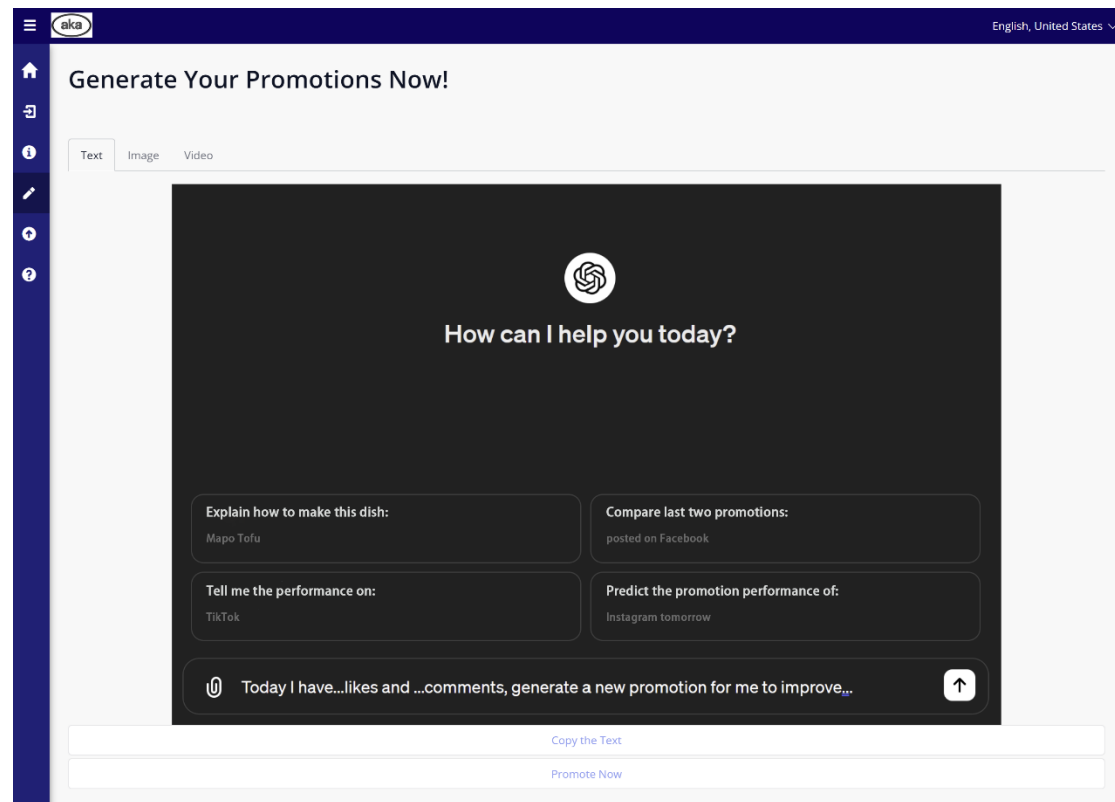 aka
English, United States
Generate Your Promotions Now!
Text Image Video
How can I help you today?
Explain how to make this dish:
Mapo Tofu
Compare last two promotions:
posted on Facebook
Tell me the performance on:
TikTok
Predict the promotion performance of:
Instagram tomorrow
Today I have...likes and ...comments, generate a new promotion for me to improve...
Copy the Text
Promote Now